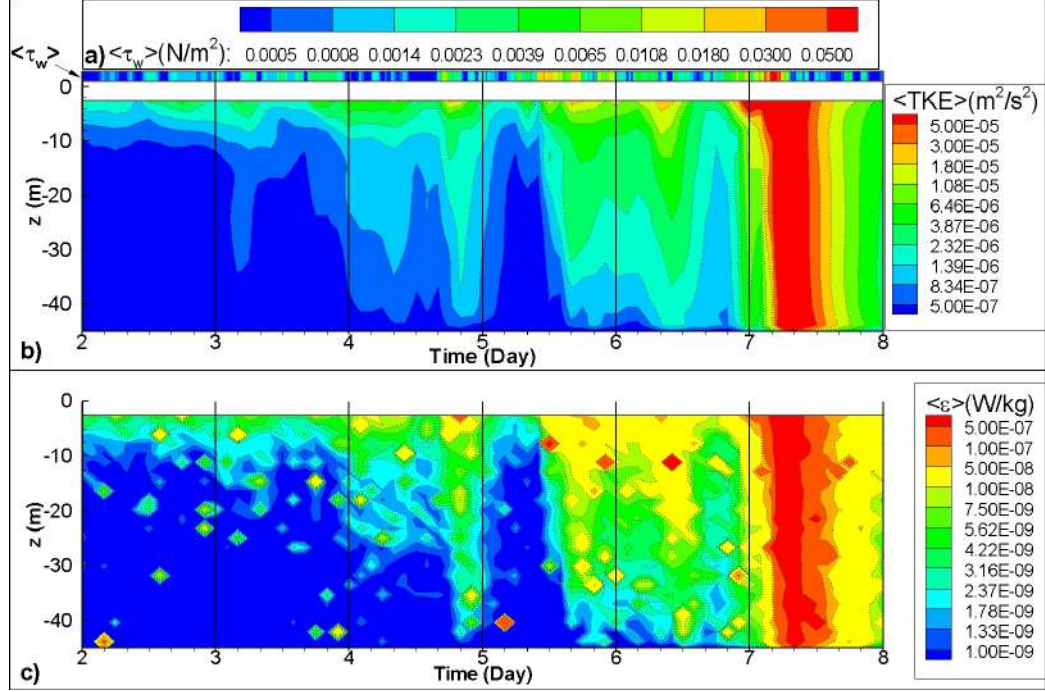 a) <τw>(N/m²): 0.0005 0.0008 0.0014 0.0023 0.0039 0.0065 0.0108 0.0180 0.0300 0.0500
<τw>
0
-10
-20
-30
-40
z (m)
2 3 4 5 6 7 8
b) Time (Day)
<TKE>(m²/s²)
5.00E-05
3.00E-05
1.80E-05
1.08E-05
6.46E-06
3.87E-06
2.32E-06
1.39E-06
8.34E-07
5.00E-07
0
-10
-20
-30
-40
z (m)
2 3 4 5 6 7 8
c) Time (Day)
<ε>(W/kg)
5.00E-07
1.00E-07
5.00E-08
1.00E-08
7.50E-09
5.62E-09
4.22E-09
3.16E-09
2.37E-09
1.78E-09
1.33E-09
1.00E-09